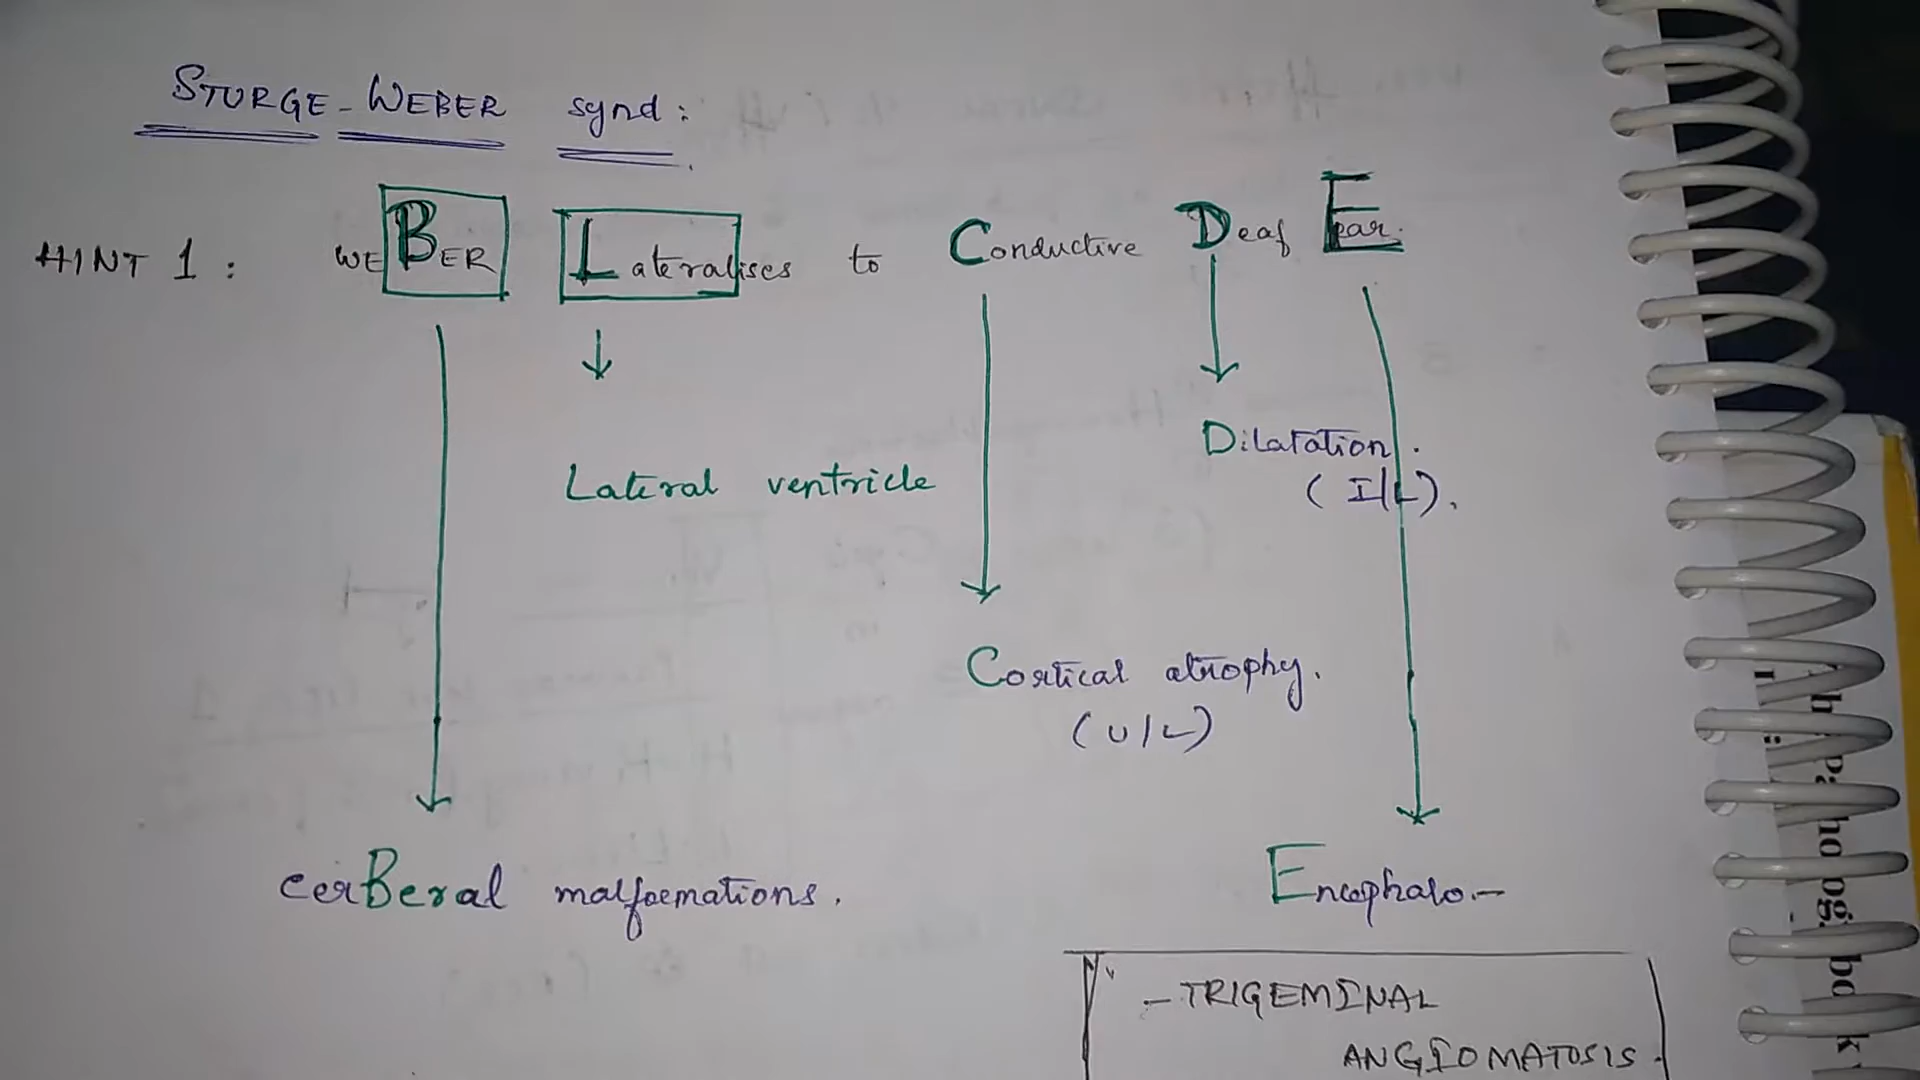 STURGE-WEBER synd:
HINT 1 : WEBER Lateralises to Conductive Deaf Ear.
Dilatation.
(I/L).
Lateral ventricle
Cortical atrophy.
(U/L)
cerBeral malformations.
Encephalo.-
- TRIGEMINAL
ANGIOMATOSIS.